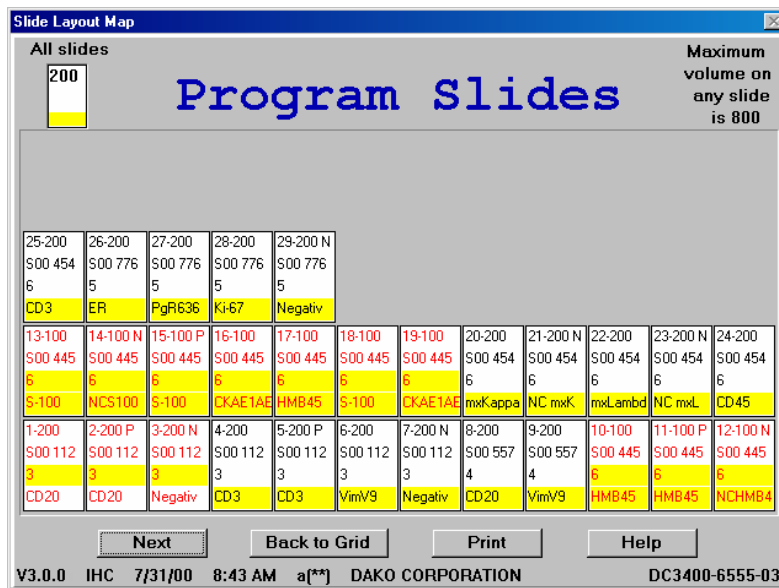 Slide Layout Map
All slides
200
Program Slides
Maximum
volume on
any slide
is 800
25-200 26-200 27-200 28-200 29-200 N
S00 454 S00 776 S00 776 S00 776 S00 776
6 5 5 5 5
CD3 ER PgR636 Ki-67 Negativ
13-100 14-100 N 15-100 P 16-100 17-100 18-100 19-100 20-200 21-200 N 22-200 23-200 N 24-200
S00 445 S00 445 S00 445 S00 445 S00 445 S00 445 S00 445 S00 454 S00 454 S00 454 S00 454 S00 454
6 6 6 6 6 6 6 6 6 6 6 6
S-100 NCS100 S-100 CKAE1AE HMB45 S-100 CKAE1AE mxKappa NC mxK mxLambd NC mxL CD45
1-200 2-200 P 3-200 N 4-200 5-200 P 6-200 7-200 N 8-200 9-200 10-100 11-100 P 12-100 N
S00 112 S00 112 S00 112 S00 112 S00 112 S00 112 S00 112 S00 557 S00 557 S00 445 S00 445 S00 445
3 3 3 3 3 3 3 4 4 6 6 6
CD20 CD20 Negativ CD3 CD3 VimV9 Negativ CD20 VimV9 HMB45 HMB45 NCHMB4
Next Back to Grid Print Help
V3.0.0 IHC 7/31/00 8:43 AM a(**) DAKO CORPORATION DC3400-6555-03